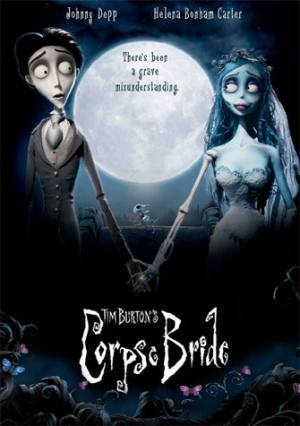 Johnny Depp Helena Bonham Carter
There's been
a grave
misunderstanding.
TIM BURTON'S
Corpse Bride